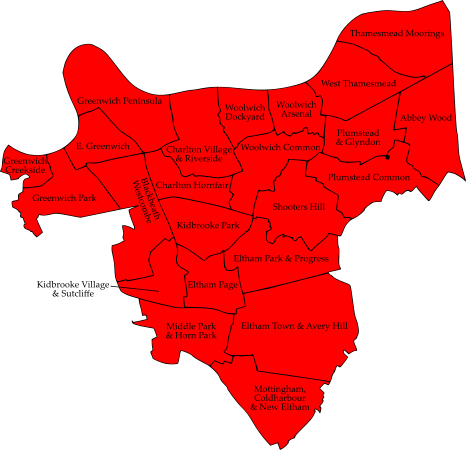 Thamesmead Moorings
West Thamesmead
Greenwich Peninsula
Woolwich
Dockyard
Woolwich
Arsenal
Abbey Wood
Plumstead
& Glyndon
E. Greenwich
Charlton Village
& Riverside
Woolwich Common
Greenwich
Creekside
Plumstead Common
Charlton Hornfair
Blackheath
Westcombe
Greenwich Park
Shooters Hill
Kidbrooke Park
Eltham Park & Progress
Kidbrooke Village
& Sutcliffe
Eltham Page
Middle Park
& Horn Park
Eltham Town & Avery Hill
Mottingham,
Coldharbour
& New Eltham